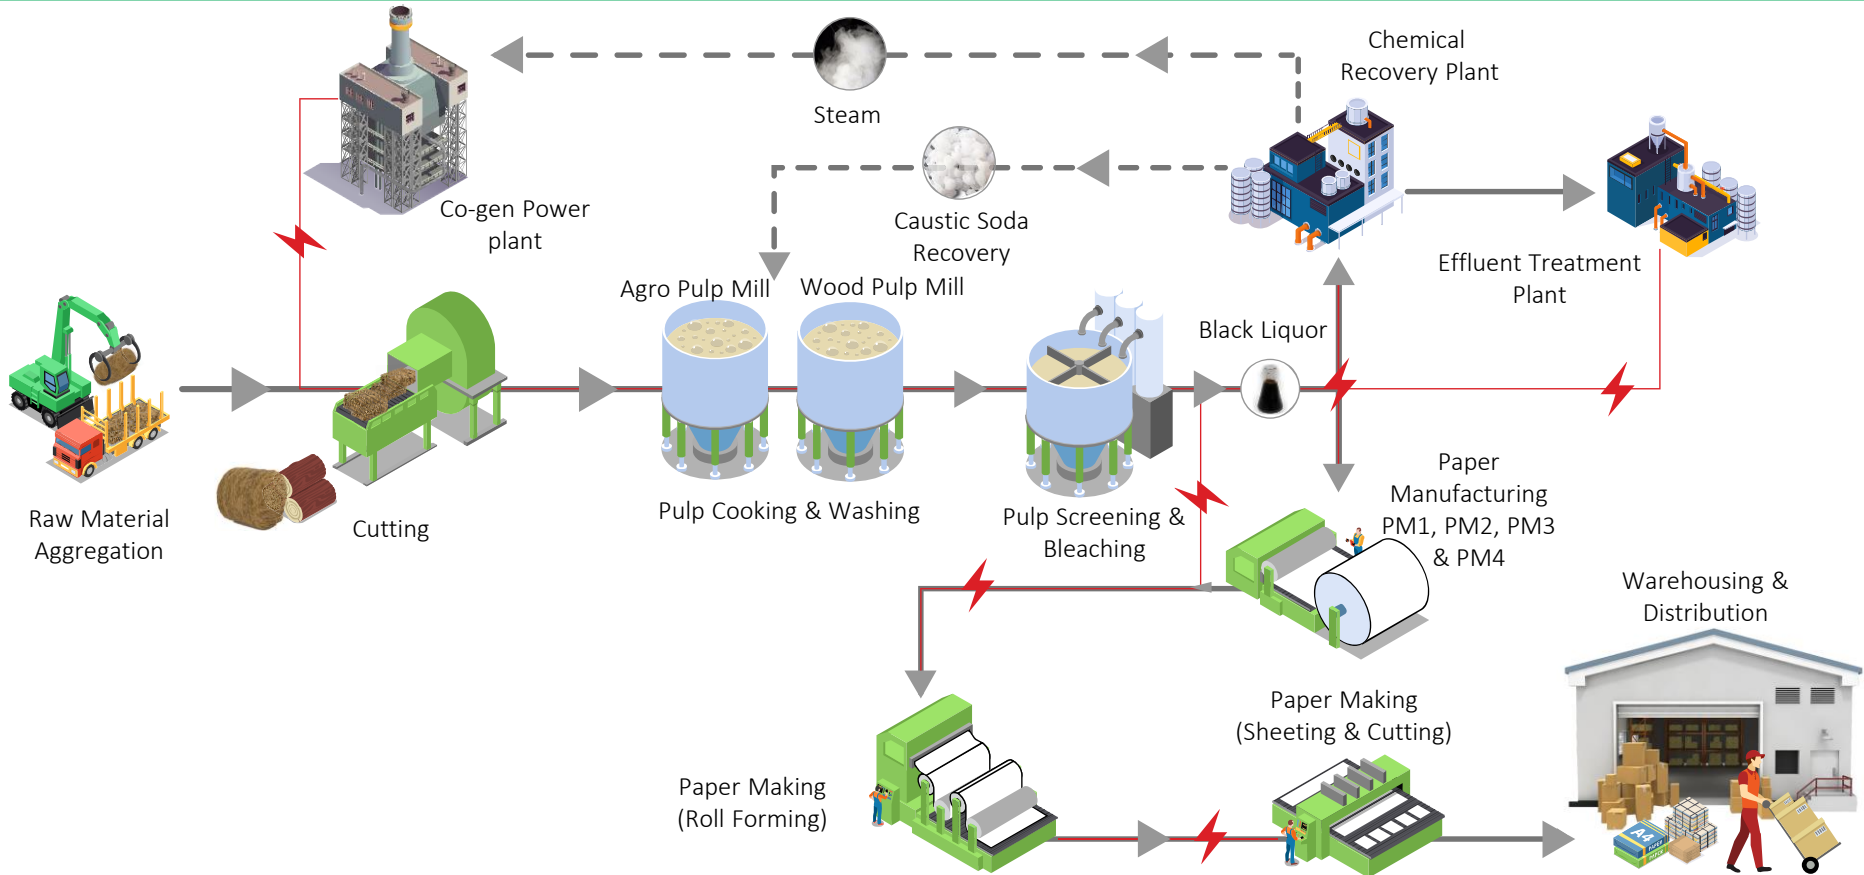 Chemical
Recovery Plant
Steam
Co-gen Power
plant
Caustic Soda
Recovery
Effluent Treatment
Plant
Agro Pulp Mill
Wood Pulp Mill
Black Liquor
Raw Material
Aggregation
Cutting
Pulp Cooking & Washing
Pulp Screening &
Bleaching
Paper
Manufacturing
PM1, PM2, PM3
& PM4
Warehousing &
Distribution
Paper Making
(Roll Forming)
Paper Making
(Sheeting & Cutting)
A4
PAPER